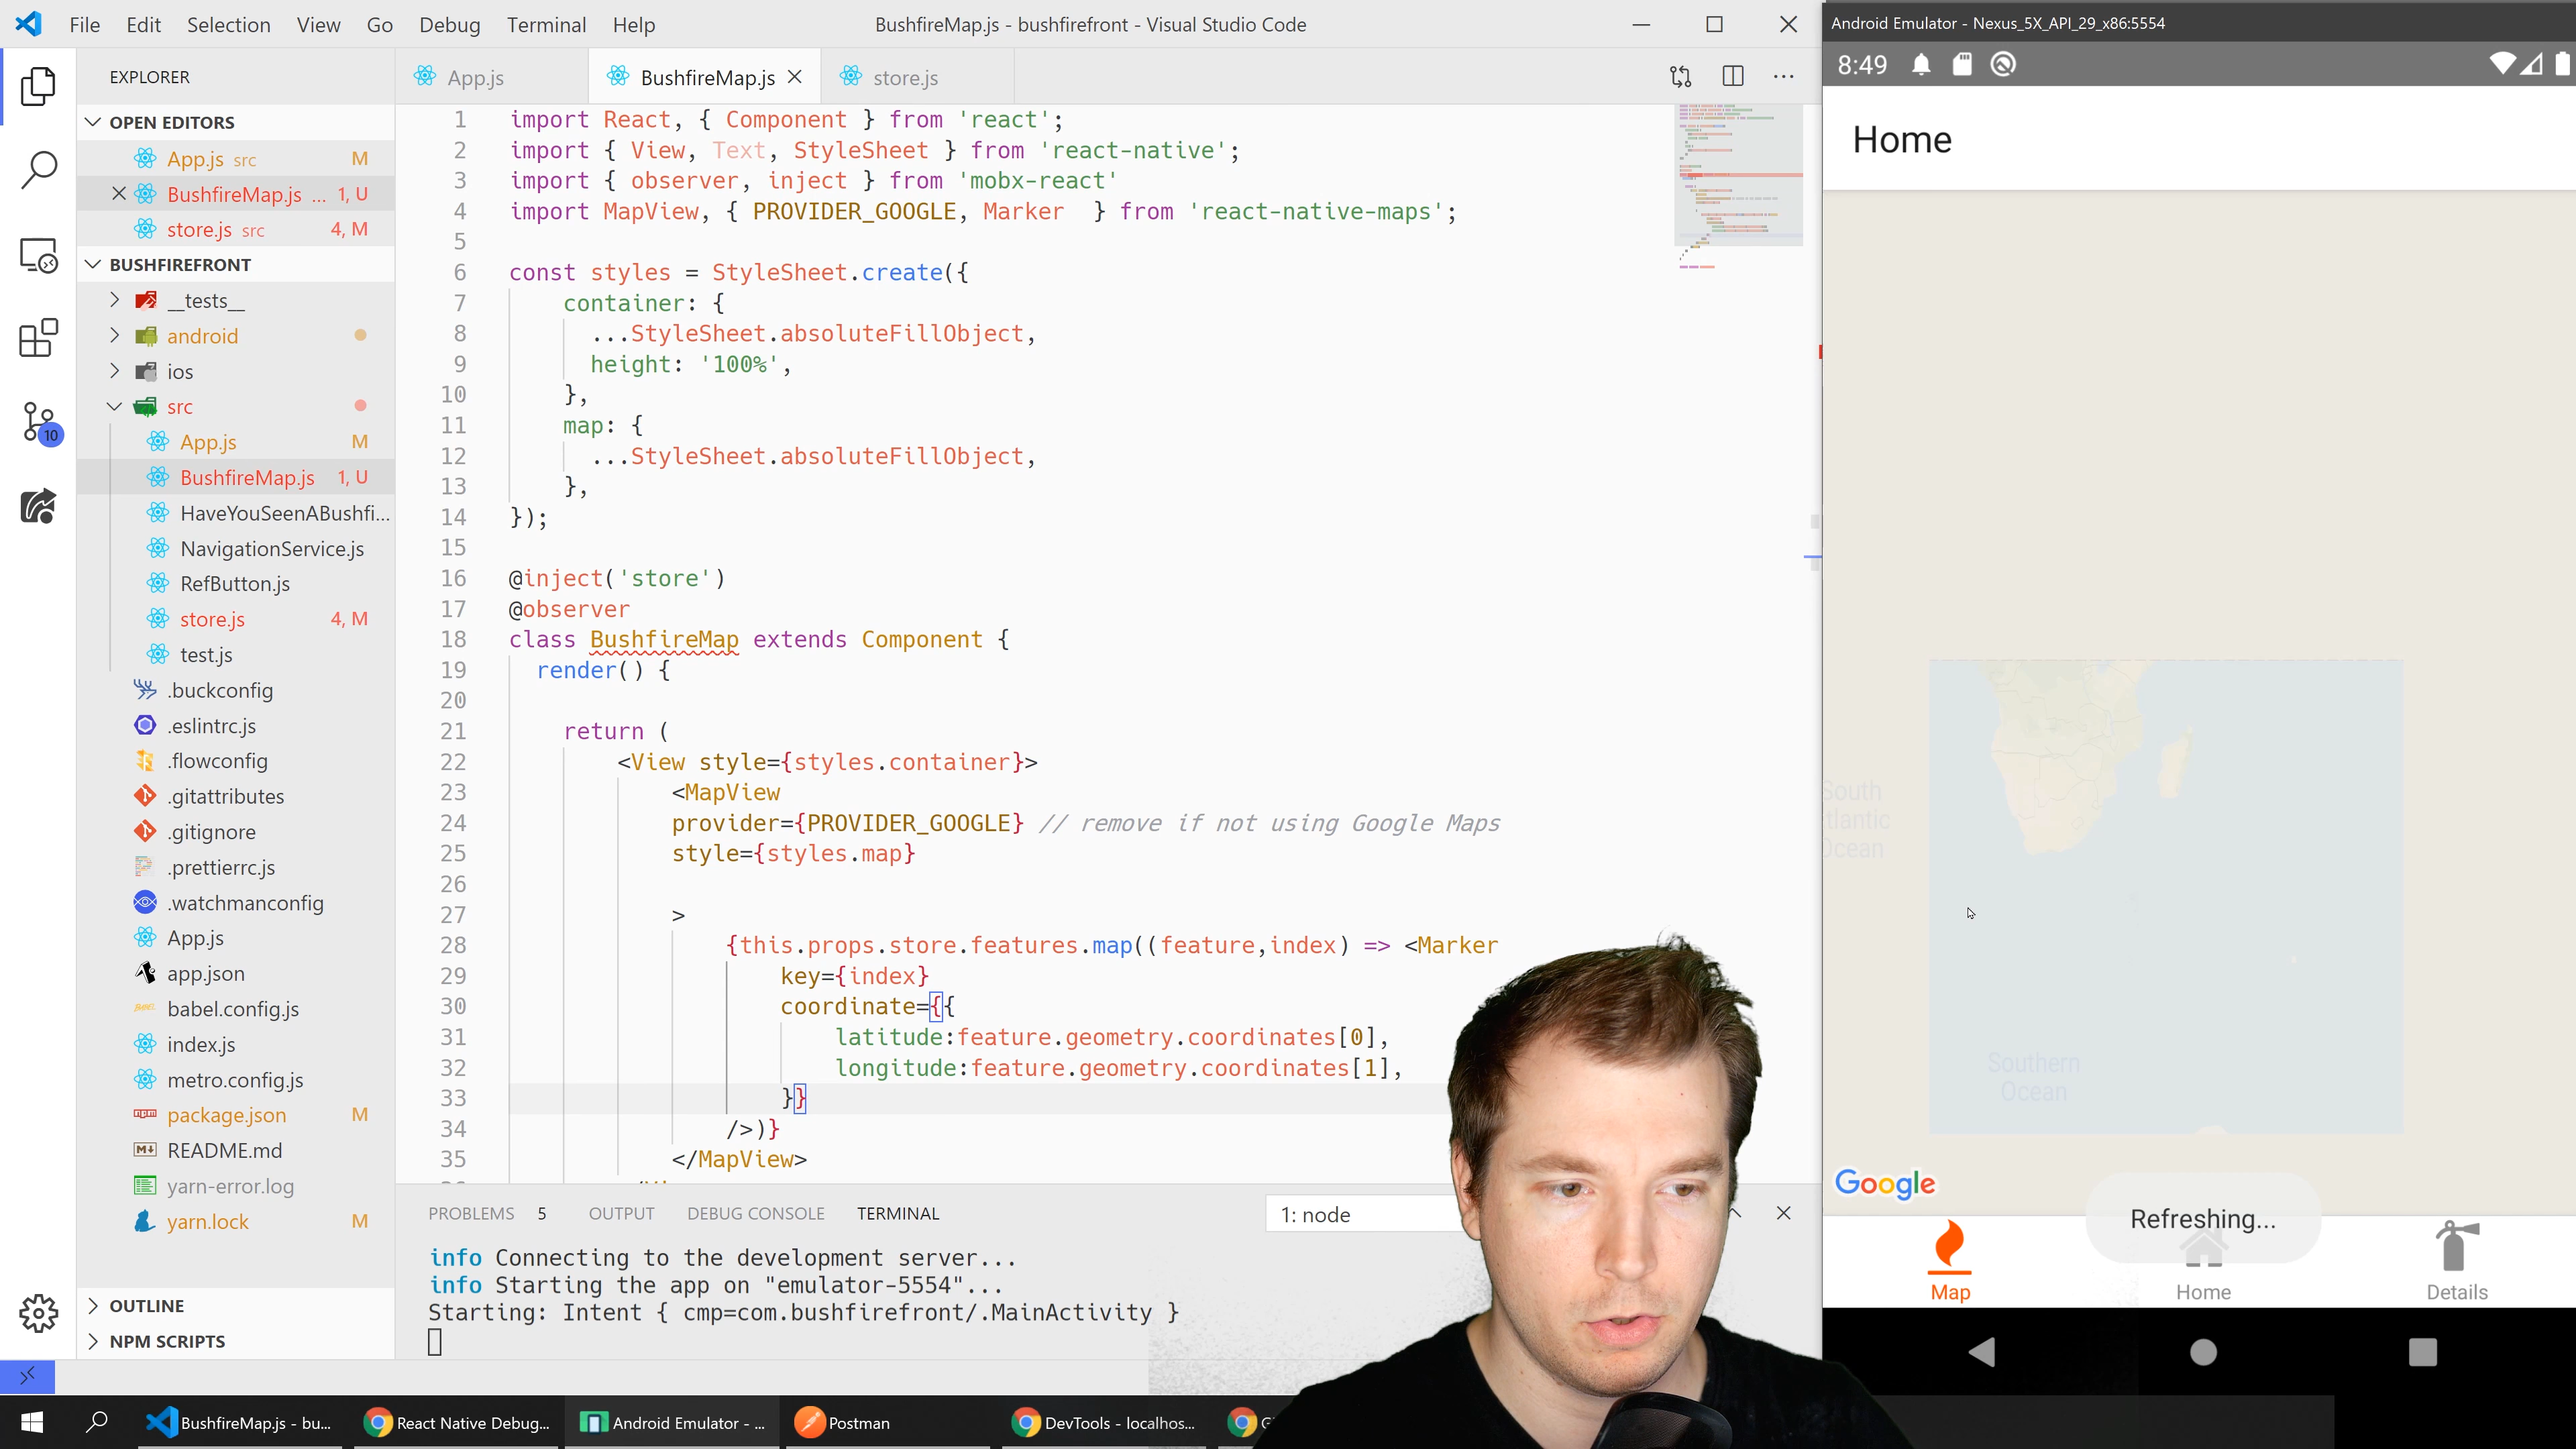 File Edit Selection View Go Debug Terminal Help
BushfireMap.js - bushfirefront - Visual Studio Code
EXPLORER
OPEN EDITORS
App.js src M
BushfireMap.js ... 1, U
store.js src 4, M
BUSHFIREFRONT
__tests__
android
ios
src
App.js M
BushfireMap.js 1, U
HaveYouSeenABushfi...
NavigationService.js
RefButton.js
store.js 4, M
test.js
.buckconfig
.eslintrc.js
.flowconfig
.gitattributes
.gitignore
.prettierrc.js
.watchmanconfig
App.js
app.json
babel.config.js
index.js
metro.config.js
package.json M
README.md
yarn-error.log
yarn.lock M
OUTLINE
NPM SCRIPTS
10
App.js BushfireMap.js store.js
1 import React, { Component } from 'react';
2 import { View, Text, StyleSheet } from 'react-native';
3 import { observer, inject } from 'mobx-react'
4 import MapView, { PROVIDER_GOOGLE, Marker  } from 'react-native-maps';
5
6 const styles = StyleSheet.create({
7 container: {
8 ...StyleSheet.absoluteFillObject,
9 height: '100%',
10 },
11 map: {
12 ...StyleSheet.absoluteFillObject,
13 },
14 });
15
16 @inject('store')
17 @observer
18 class BushfireMap extends Component {
19 render() {
20
21 return (
22 <View style={styles.container}>
23 <MapView
24 provider={PROVIDER_GOOGLE} // remove if not using Google Maps
25 style={styles.map}
26
27 >
28 {this.props.store.features.map((feature,index) => <Marker
29 key={index}
30 coordinate={{
31 latitude:feature.geometry.coordinates[0],
32 longitude:feature.geometry.coordinates[1],
33 }}
34 />)}
35 </MapView>
PROBLEMS 5 OUTPUT DEBUG CONSOLE TERMINAL 1: node
info Connecting to the development server...
info Starting the app on "emulator-5554"...
Starting: Intent { cmp=com.bushfirefront/.MainActivity }
Android Emulator - Nexus_5X_API_29_x86:5554
8:49
Home
South
Ocean
Southern
Ocean
Google
Refreshing...
Map Home Details
BushfireMap.js - bu... React Native Debug... Android Emulator - ... Postman DevTools - localhos...